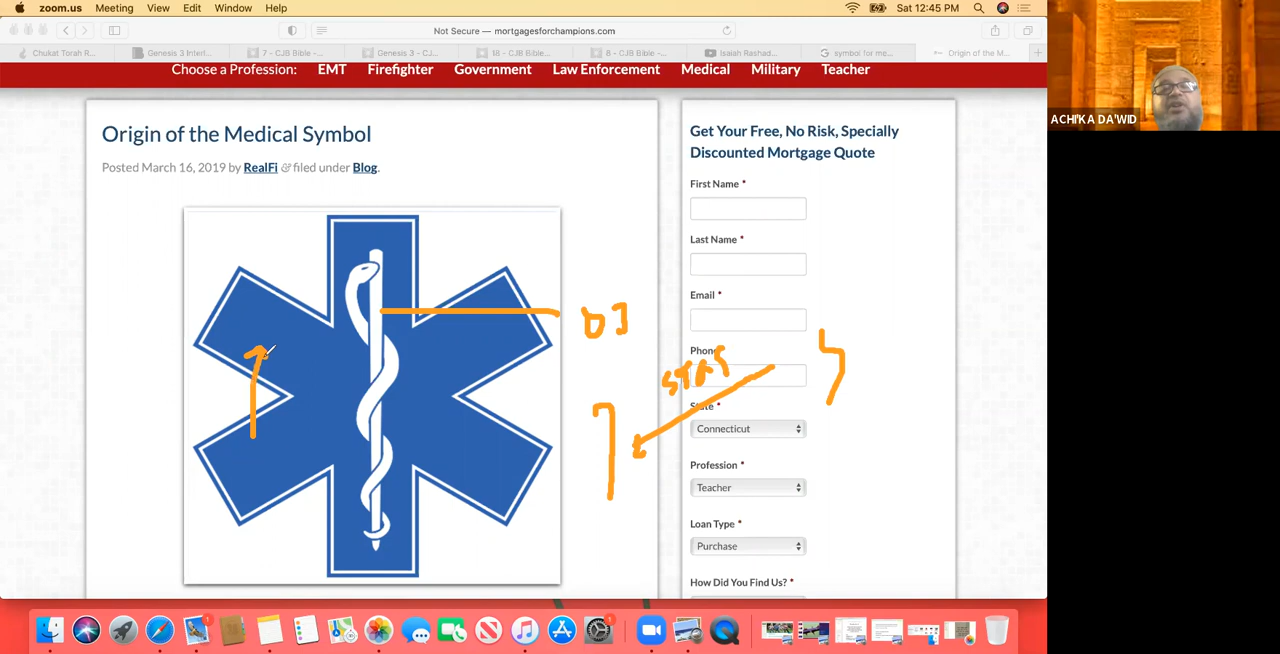 zoom.us Meeting View Edit Window Help
Sat 12:45 PM
Not Secure — mortgagesforchampions.com
Chukat Torah R...
Genesis 3 Interl...
7 - CJB Bible -...
Genesis 3 - CJ...
18 - CJB Bible...
8 - CJB Bible -...
Isaiah Rashad...
symbol for me...
Origin of the M...
Choose a Profession: EMT Firefighter Government Law Enforcement Medical Military Teacher
Origin of the Medical Symbol
Posted March 16, 2019 by RealFi & filed under Blog.
Get Your Free, No Risk, Specially
Discounted Mortgage Quote
First Name *
Last Name *
Email *
Phone
State *
Connecticut
Profession *
Teacher
Loan Type *
Purchase
How Did You Find Us? *
ACHI'KA DA'WID